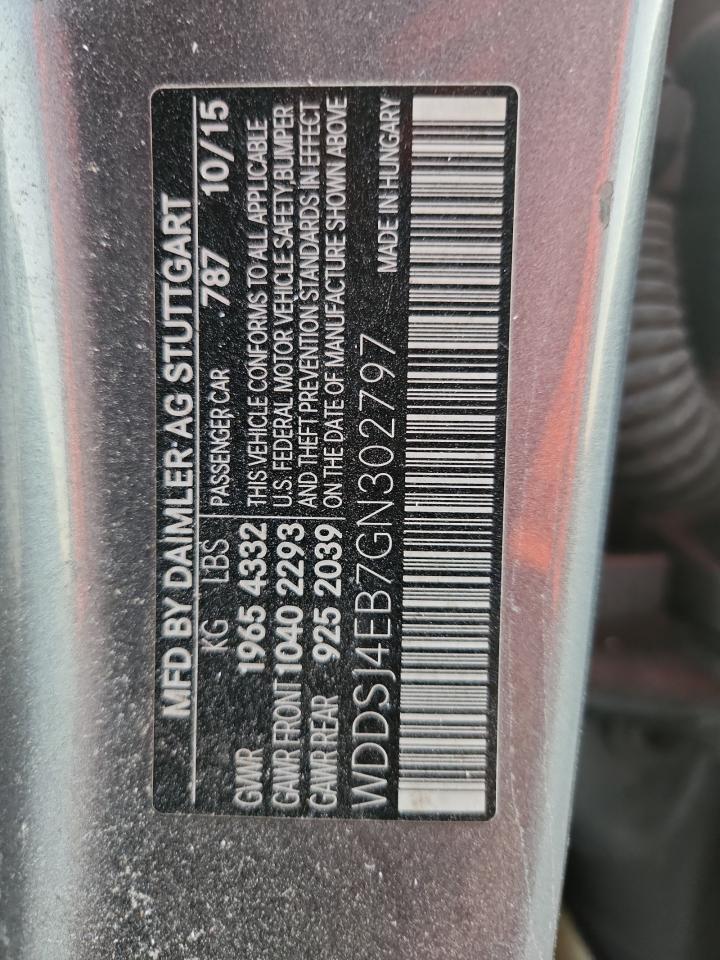 MFD BY DAIMLER AG STUTTGART
KG LBS PASSENGER CAR 787 10/15
GVWR 1965 4332 THIS VEHICLE CONFORMS TO ALL APPLICABLE
GAWR FRONT 1040 2293 U.S. FEDERAL MOTOR VEHICLE SAFETY, BUMPER
GAWR REAR 925 2039 AND THEFT PREVENTION STANDARDS IN EFFECT
ON THE DATE OF MANUFACTURE SHOWN ABOVE
WDDSJ4EB7GN302797 MADE IN HUNGARY